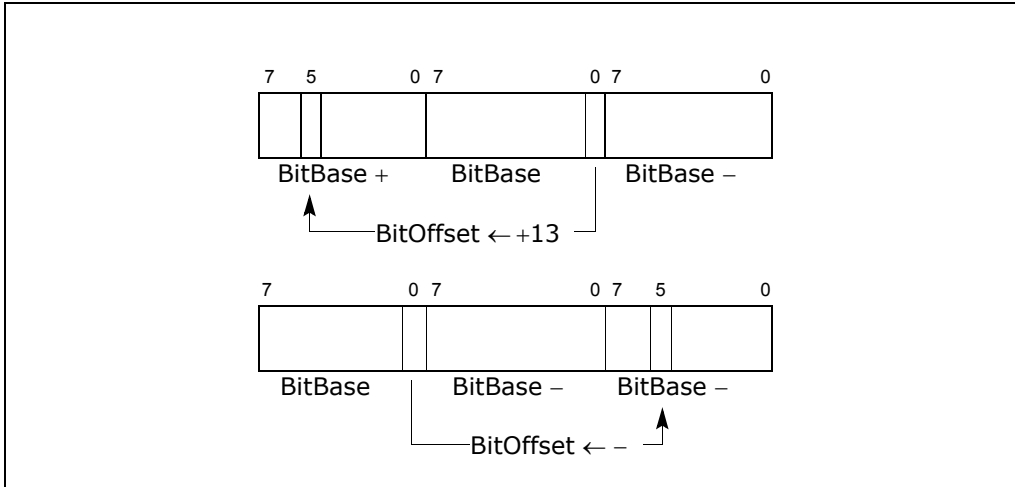 7 5 0 7 0 7 0
BitBase + BitBase BitBase −
BitOffset ← +13
7 0 7 0 7 5 0
BitBase BitBase − BitBase −
BitOffset ← −